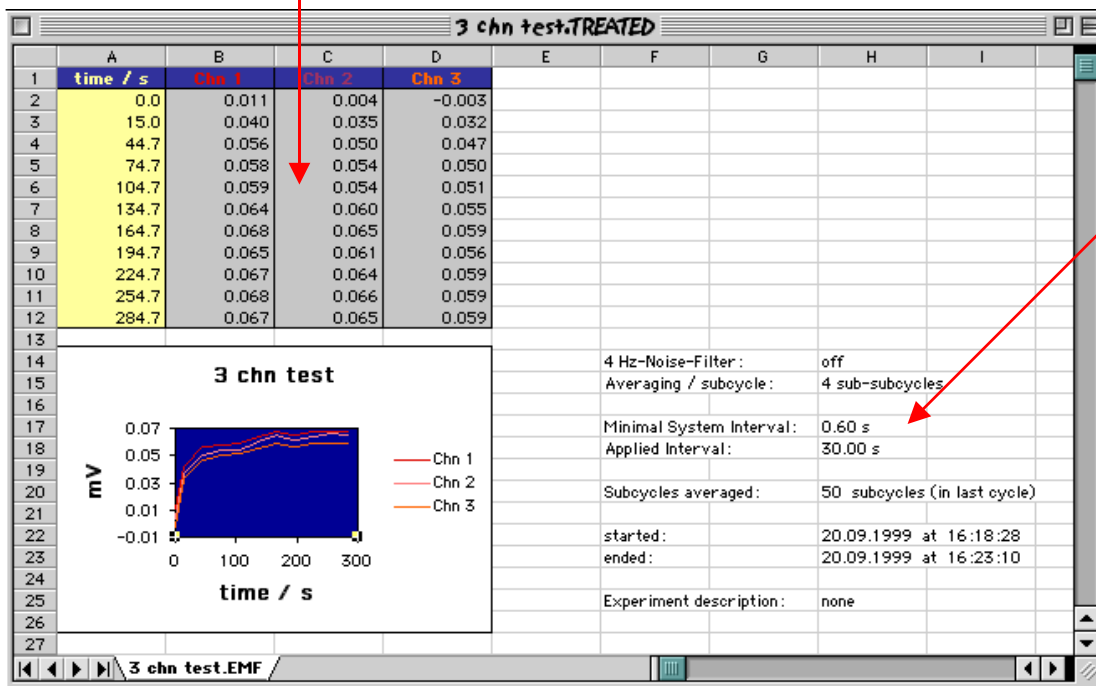 3 chn test.TREATED
A B C D E F G H I
1 time / s Chn 1 Chn 2 Chn 3
2 0.0 0.011 0.004 -0.003
3 15.0 0.040 0.035 0.032
4 44.7 0.056 0.050 0.047
5 74.7 0.058 0.054 0.050
6 104.7 0.059 0.054 0.051
7 134.7 0.064 0.060 0.055
8 164.7 0.068 0.065 0.059
9 194.7 0.065 0.061 0.056
10 224.7 0.067 0.064 0.059
11 254.7 0.068 0.066 0.059
12 284.7 0.067 0.065 0.059
13
14 4 Hz-Noise-Filter: off
15 Averaging / subcycle: 4 sub-subcycles
16
17 Minimal System Interval: 0.60 s
18 Applied Interval: 30.00 s
19
20 Subcycles averaged: 50 subcycles (in last cycle)
21
22 started: 20.09.1999 at 16:18:28
23 ended: 20.09.1999 at 16:23:10
24
25 Experiment description: none
26
27
3 chn test
mV
0.07
0.05
0.03
0.01
-0.01
0 100 200 300
time / s
Chn 1
Chn 2
Chn 3
3 chn test.EMF